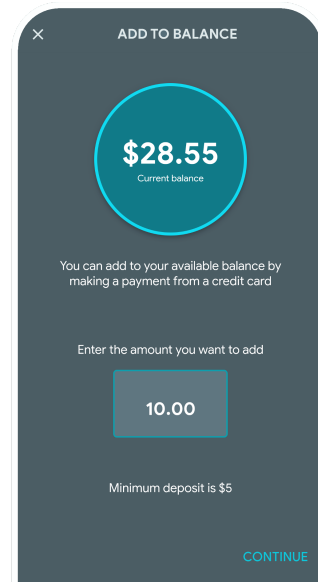 ADD TO BALANCE
$28.55
Current balance
You can add to your available balance by
making a payment from a credit card
Enter the amount you want to add
10.00
Minimum deposit is $5
CONTINUE